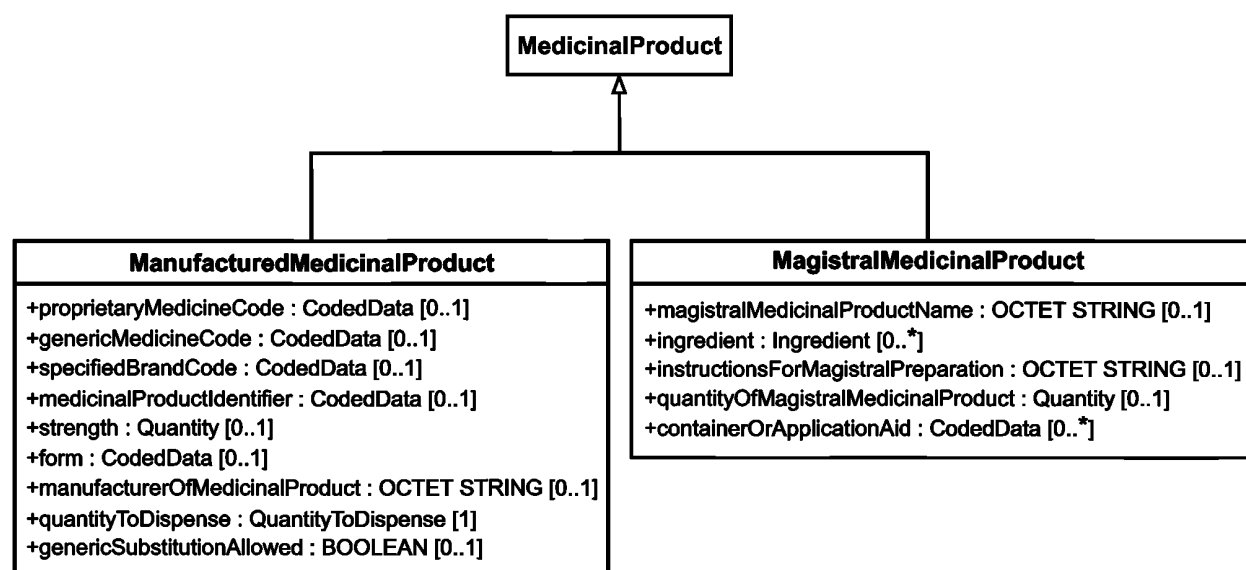 MedicinalProduct
ManufacturedMedicinalProduct
+proprietaryMedicineCode : CodedData [0..1]
+genericMedicineCode : CodedData [0..1]
+specifiedBrandCode : CodedData [0..1]
+medicinalProductIdentifier : CodedData [0..1]
+strength : Quantity [0..1]
+form : CodedData [0..1]
+manufacturerOfMedicinalProduct : OCTET STRING [0..1]
+quantityToDispense : QuantityToDispense [1]
+genericSubstitutionAllowed : BOOLEAN [0..1]
MagistralMedicinalProduct
+magistralMedicinalProductName : OCTET STRING [0..1]
+ingredient : Ingredient [0..*]
+instructionsForMagistralPreparation : OCTET STRING [0..1]
+quantityOfMagistralMedicinalProduct : Quantity [0..1]
+containerOrApplicationAid : CodedData [0..*]